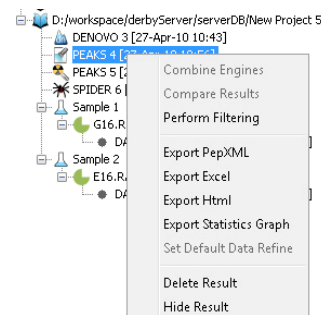 D:/workspace/derbyServer/serverDB/New Project 5
DENOVO 3 [27-Apr-10 10:43]
PEAKS 4 [27-Apr-10 10:56]
PEAKS 5 [2
SPIDER 6 [
Sample 1
G16.R
DA
Sample 2
E16.R
DA
Combine Engines
Compare Results
Perform Filtering
Export PepXML
Export Excel
Export Html
Export Statistics Graph
Set Default Data Refine
Delete Result
Hide Result